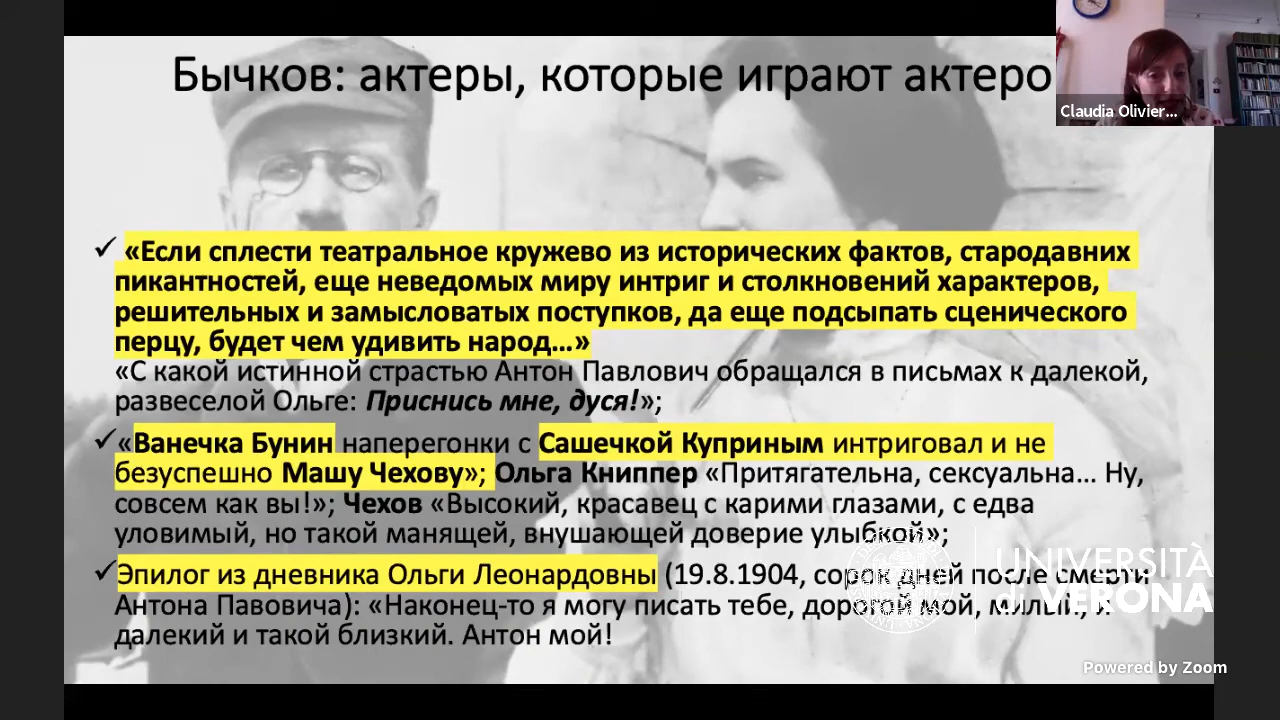 Бычков: актеры, которые играют актеро
Claudia Olivier...
✓ «Если сплести театральное кружево из исторических фактов, стародавних
пикантностей, еще неведомых миру интриг и столкновений характеров,
решительных и замысловатых поступков, да еще подсыпать сценического
перцу, будет чем удивить народ…»
«С какой истинной страстью Антон Павлович обращался в письмах к далекой,
развеселой Ольге: Приснись мне, дуся!»;
✓ «Ванечка Бунин наперегонки с Сашечкой Куприным интриговал и не
безуспешно Машу Чехову»; Ольга Книппер «Притягательна, сексуальна… Ну,
совсем как вы!»; Чехов «Высокий, красавец с карими глазами, с едва
уловимый, но такой манящей, внушающей доверие улыбкой»;
✓ Эпилог из дневника Ольги Леонардовны (19.8.1904, сорок дней после смерти
Антона Павовича): «Наконец-то я могу писать тебе, дорогой мой, милый, и
далекий и такой близкий. Антон мой!
UNIVERSITÀ
di VERONA
Powered by Zoom